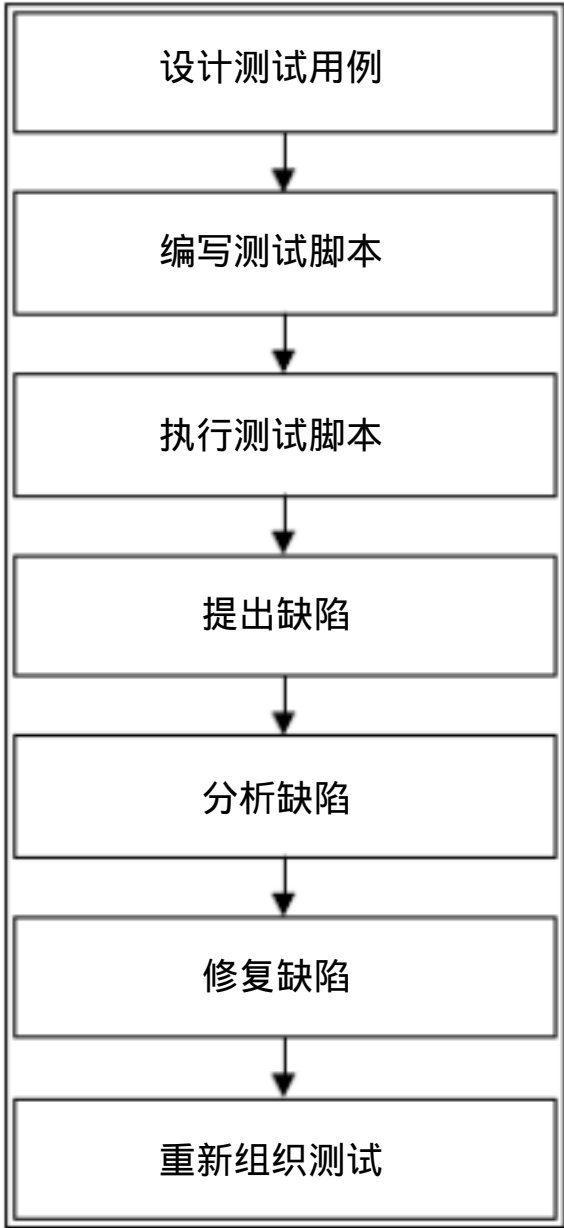 设计测试用例
编写测试脚本
执行测试脚本
提出缺陷
分析缺陷
修复缺陷
重新组织测试